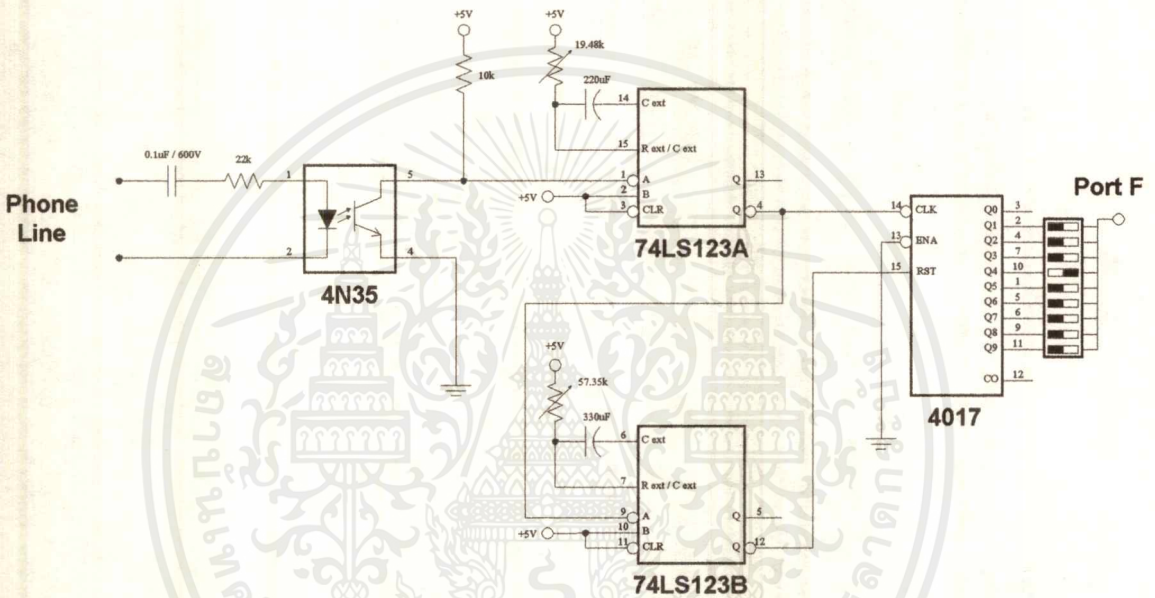 +5V
+5V
19.48k
10k
220uF
14
C ext
15
R ext / C ext
0.1uF / 600V
22k
1
5
1
A
Q
13
+5V
2
B
3
CLR
Q
4
74LS123A
Phone
Line
2
4
4N35
Port F
14
CLK
Q0
3
Q1
2
13
ENA
Q2
4
Q3
7
15
RST
Q4
10
Q5
1
Q6
5
Q7
6
Q8
9
Q9
11
CO
12
4017
+5V
57.35k
330uF
6
C ext
7
R ext / C ext
9
A
Q
5
+5V
10
B
11
CLR
Q
12
74LS123B